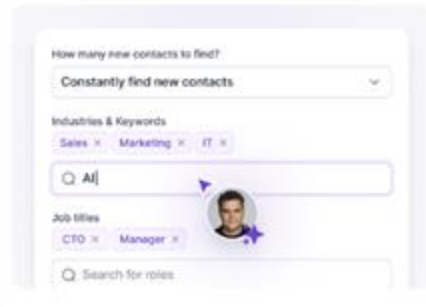 How many new contacts to find?
Constantly find new contacts
Industries & Keywords
Sales × Marketing × IT ×
AI
Job titles
CTO × Manager ×
Search for roles